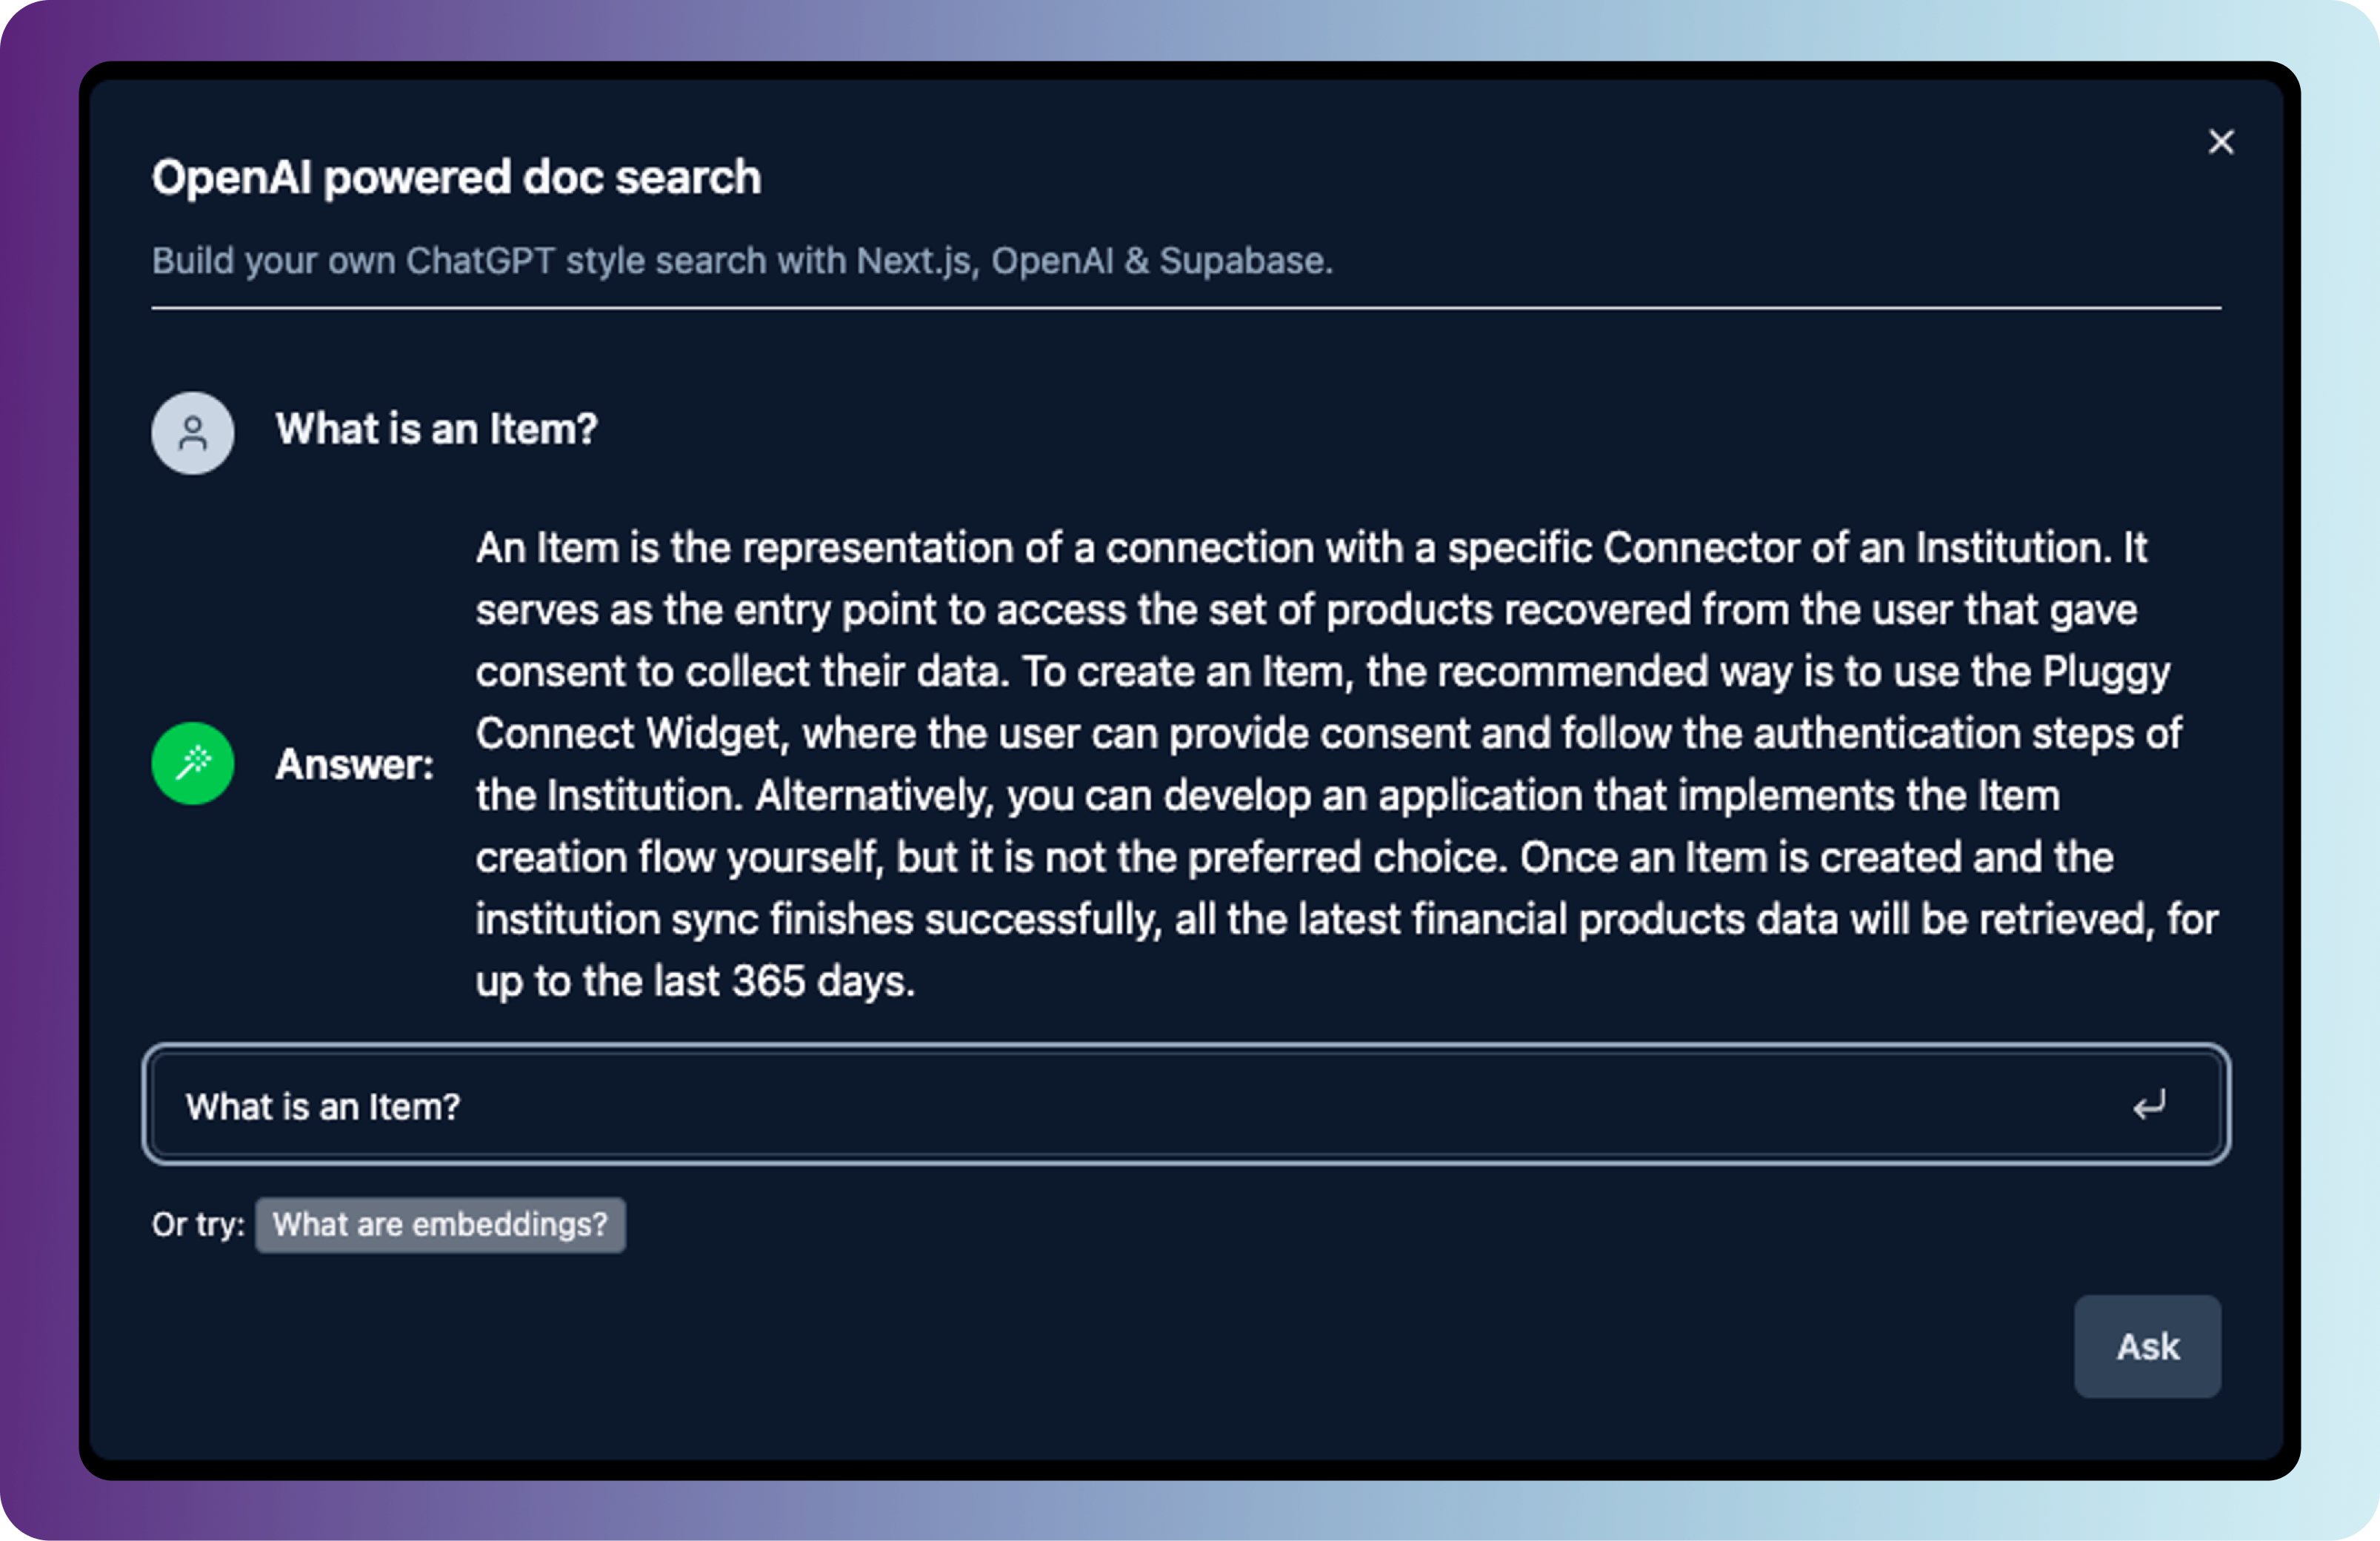 OpenAI powered doc search
Build your own ChatGPT style search with Next.js, OpenAI & Supabase.
What is an Item?
Answer:
An Item is the representation of a connection with a specific Connector of an Institution. It
serves as the entry point to access the set of products recovered from the user that gave
consent to collect their data. To create an Item, the recommended way is to use the Pluggy
Connect Widget, where the user can provide consent and follow the authentication steps of
the Institution. Alternatively, you can develop an application that implements the Item
creation flow yourself, but it is not the preferred choice. Once an Item is created and the
institution sync finishes successfully, all the latest financial products data will be retrieved, for
up to the last 365 days.
What is an Item?
Or try: What are embeddings?
Ask